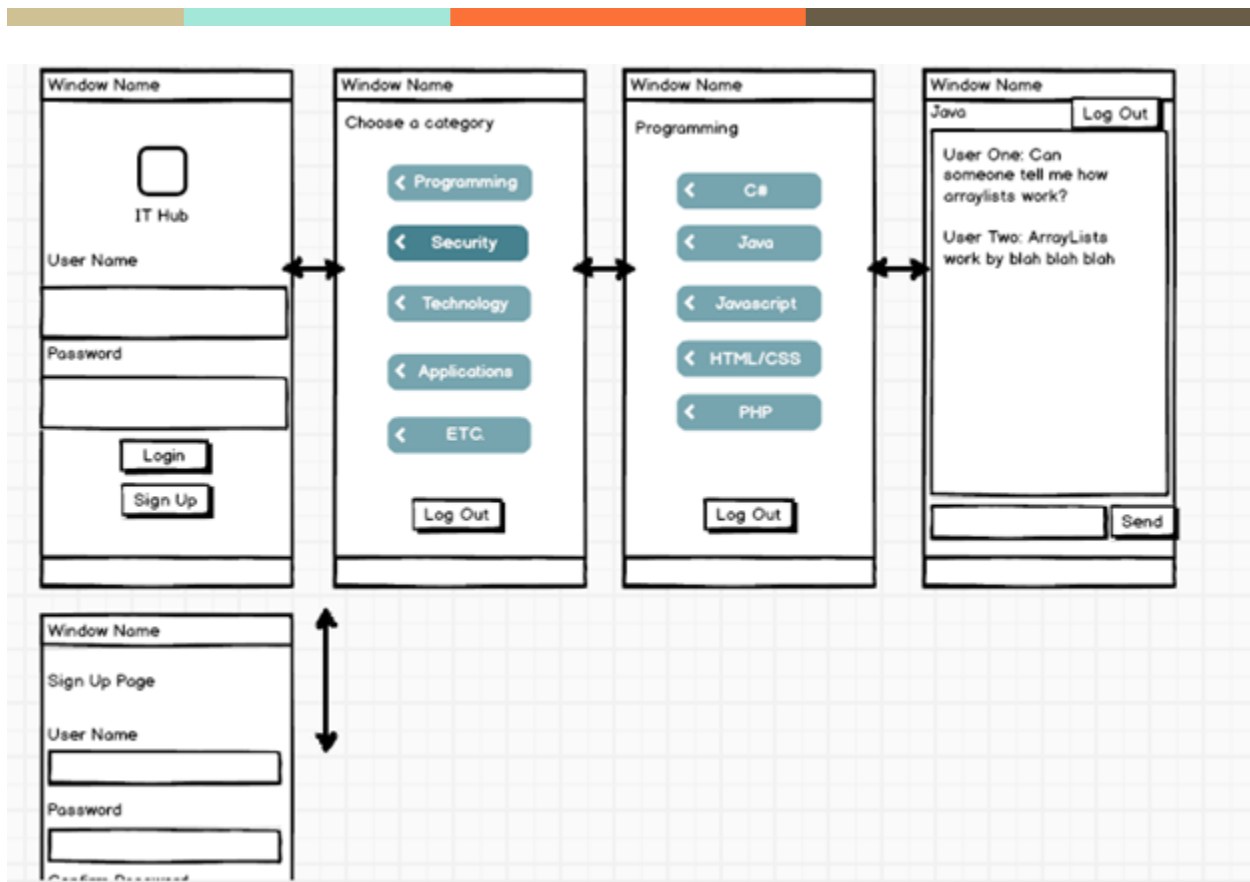 Window Name
IT Hub
User Name
Password
Login
Sign Up
Window Name
Choose a category
Programming
Security
Technology
Applications
ETC.
Log Out
Window Name
Programming
C#
Java
Javascript
HTML/CSS
PHP
Log Out
Window Name
Java
Log Out
User One: Can
someone tell me how
arraylists work?
User Two: ArrayLists
work by blah blah blah
Send
Window Name
Sign Up Page
User Name
Password
Confirm Password